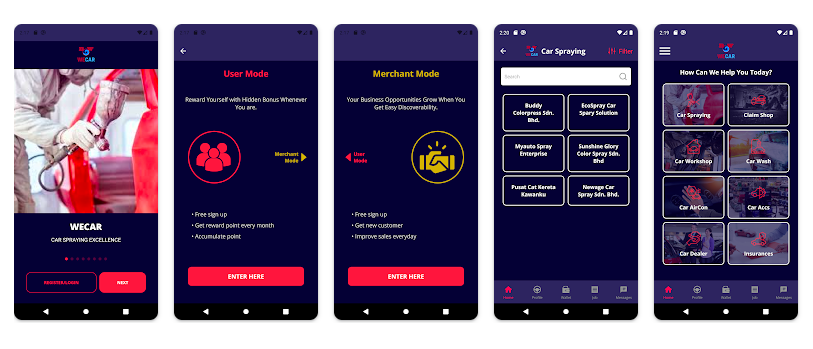 WECAR
WECAR
CAR SPRAYING EXCELLENCE
REGISTER/LOGIN
NEXT
User Mode
Reward Yourself with Hidden Bonus Whenever
You are.
Merchant
Mode
• Free sign up
• Get reward point every month
• Accumulate point
ENTER HERE
Merchant Mode
Your Business Opportunities Grow When You
Get Easy Discoverability.
User
Mode
• Free sign up
• Get new customer
• Improve sales everyday
ENTER HERE
2:20
WECAR
Car Spraying
Filter
Search
Buddy
Colorpress Sdn.
Bhd.
EcoSpray Car
Spary Solution
Myauto Spray
Enterprise
Sunshine Glory
Color Spray Sdn.
Bhd
Pusat Cat Kereta
Kawanku
Newage Car
Spray Sdn. Bhd.
Home
Profile
Wallet
Job
Messages
2:19
WECAR
How Can We Help You Today?
Car Spraying
Claim Shop
Car Workshop
Car Wash
Car AirCon
Car Accs
Car Dealer
Insurances
Home
Profile
Wallet
Job
Messages